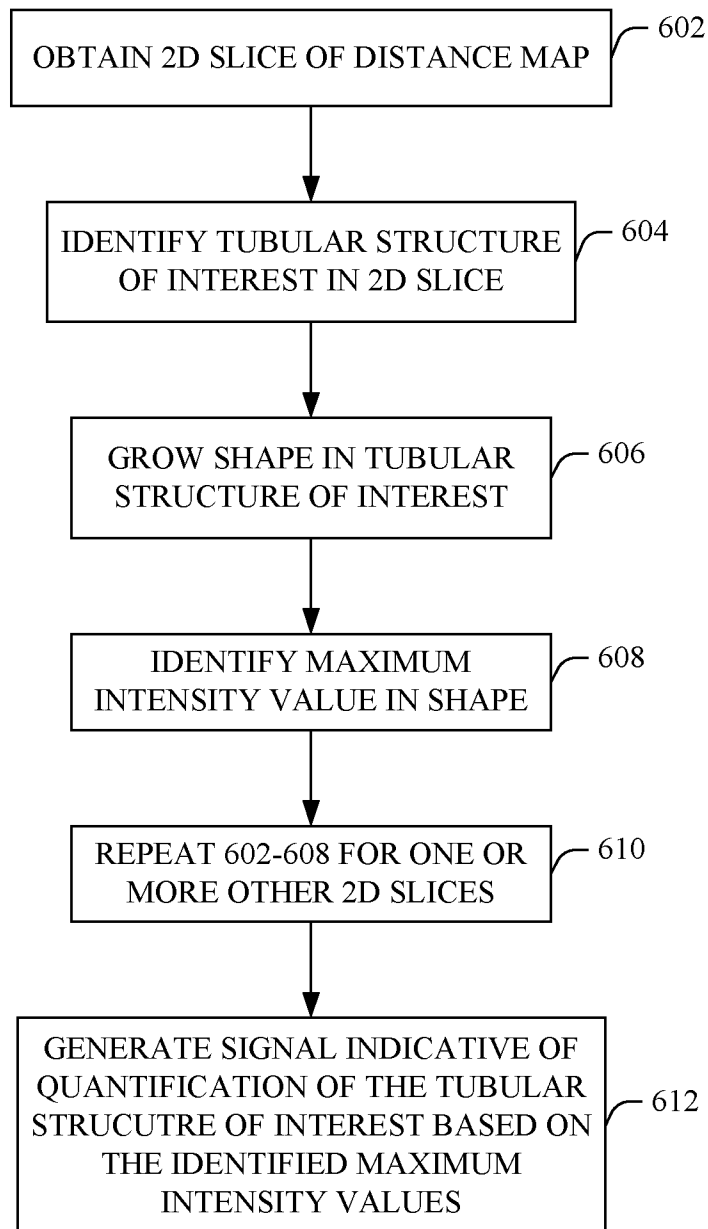 OBTAIN 2D SLICE OF DISTANCE MAP
602
IDENTIFY TUBULAR STRUCTURE
OF INTEREST IN 2D SLICE
604
GROW SHAPE IN TUBULAR
STRUCTURE OF INTEREST
606
IDENTIFY MAXIMUM
INTENSITY VALUE IN SHAPE
608
REPEAT 602-608 FOR ONE OR
MORE OTHER 2D SLICES
610
GENERATE SIGNAL INDICATIVE OF
QUANTIFICATION OF THE TUBULAR
STRUCUTRE OF INTEREST BASED ON
THE IDENTIFIED MAXIMUM
INTENSITY VALUES
612